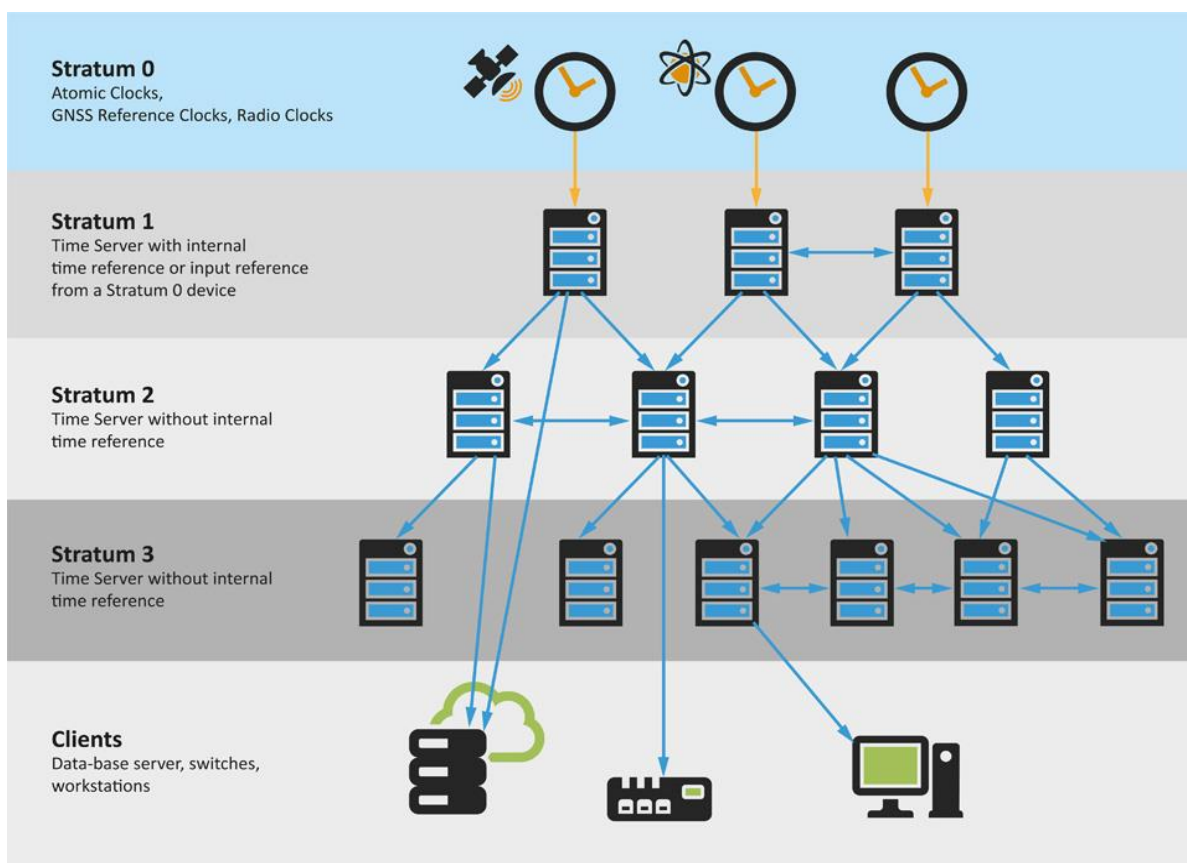 Stratum 0
Atomic Clocks,
GNSS Reference Clocks, Radio Clocks
Stratum 1
Time Server with internal
time reference or input reference
from a Stratum 0 device
Stratum 2
Time Server without internal
time reference
Stratum 3
Time Server without internal
time reference
Clients
Data-base server, switches,
workstations